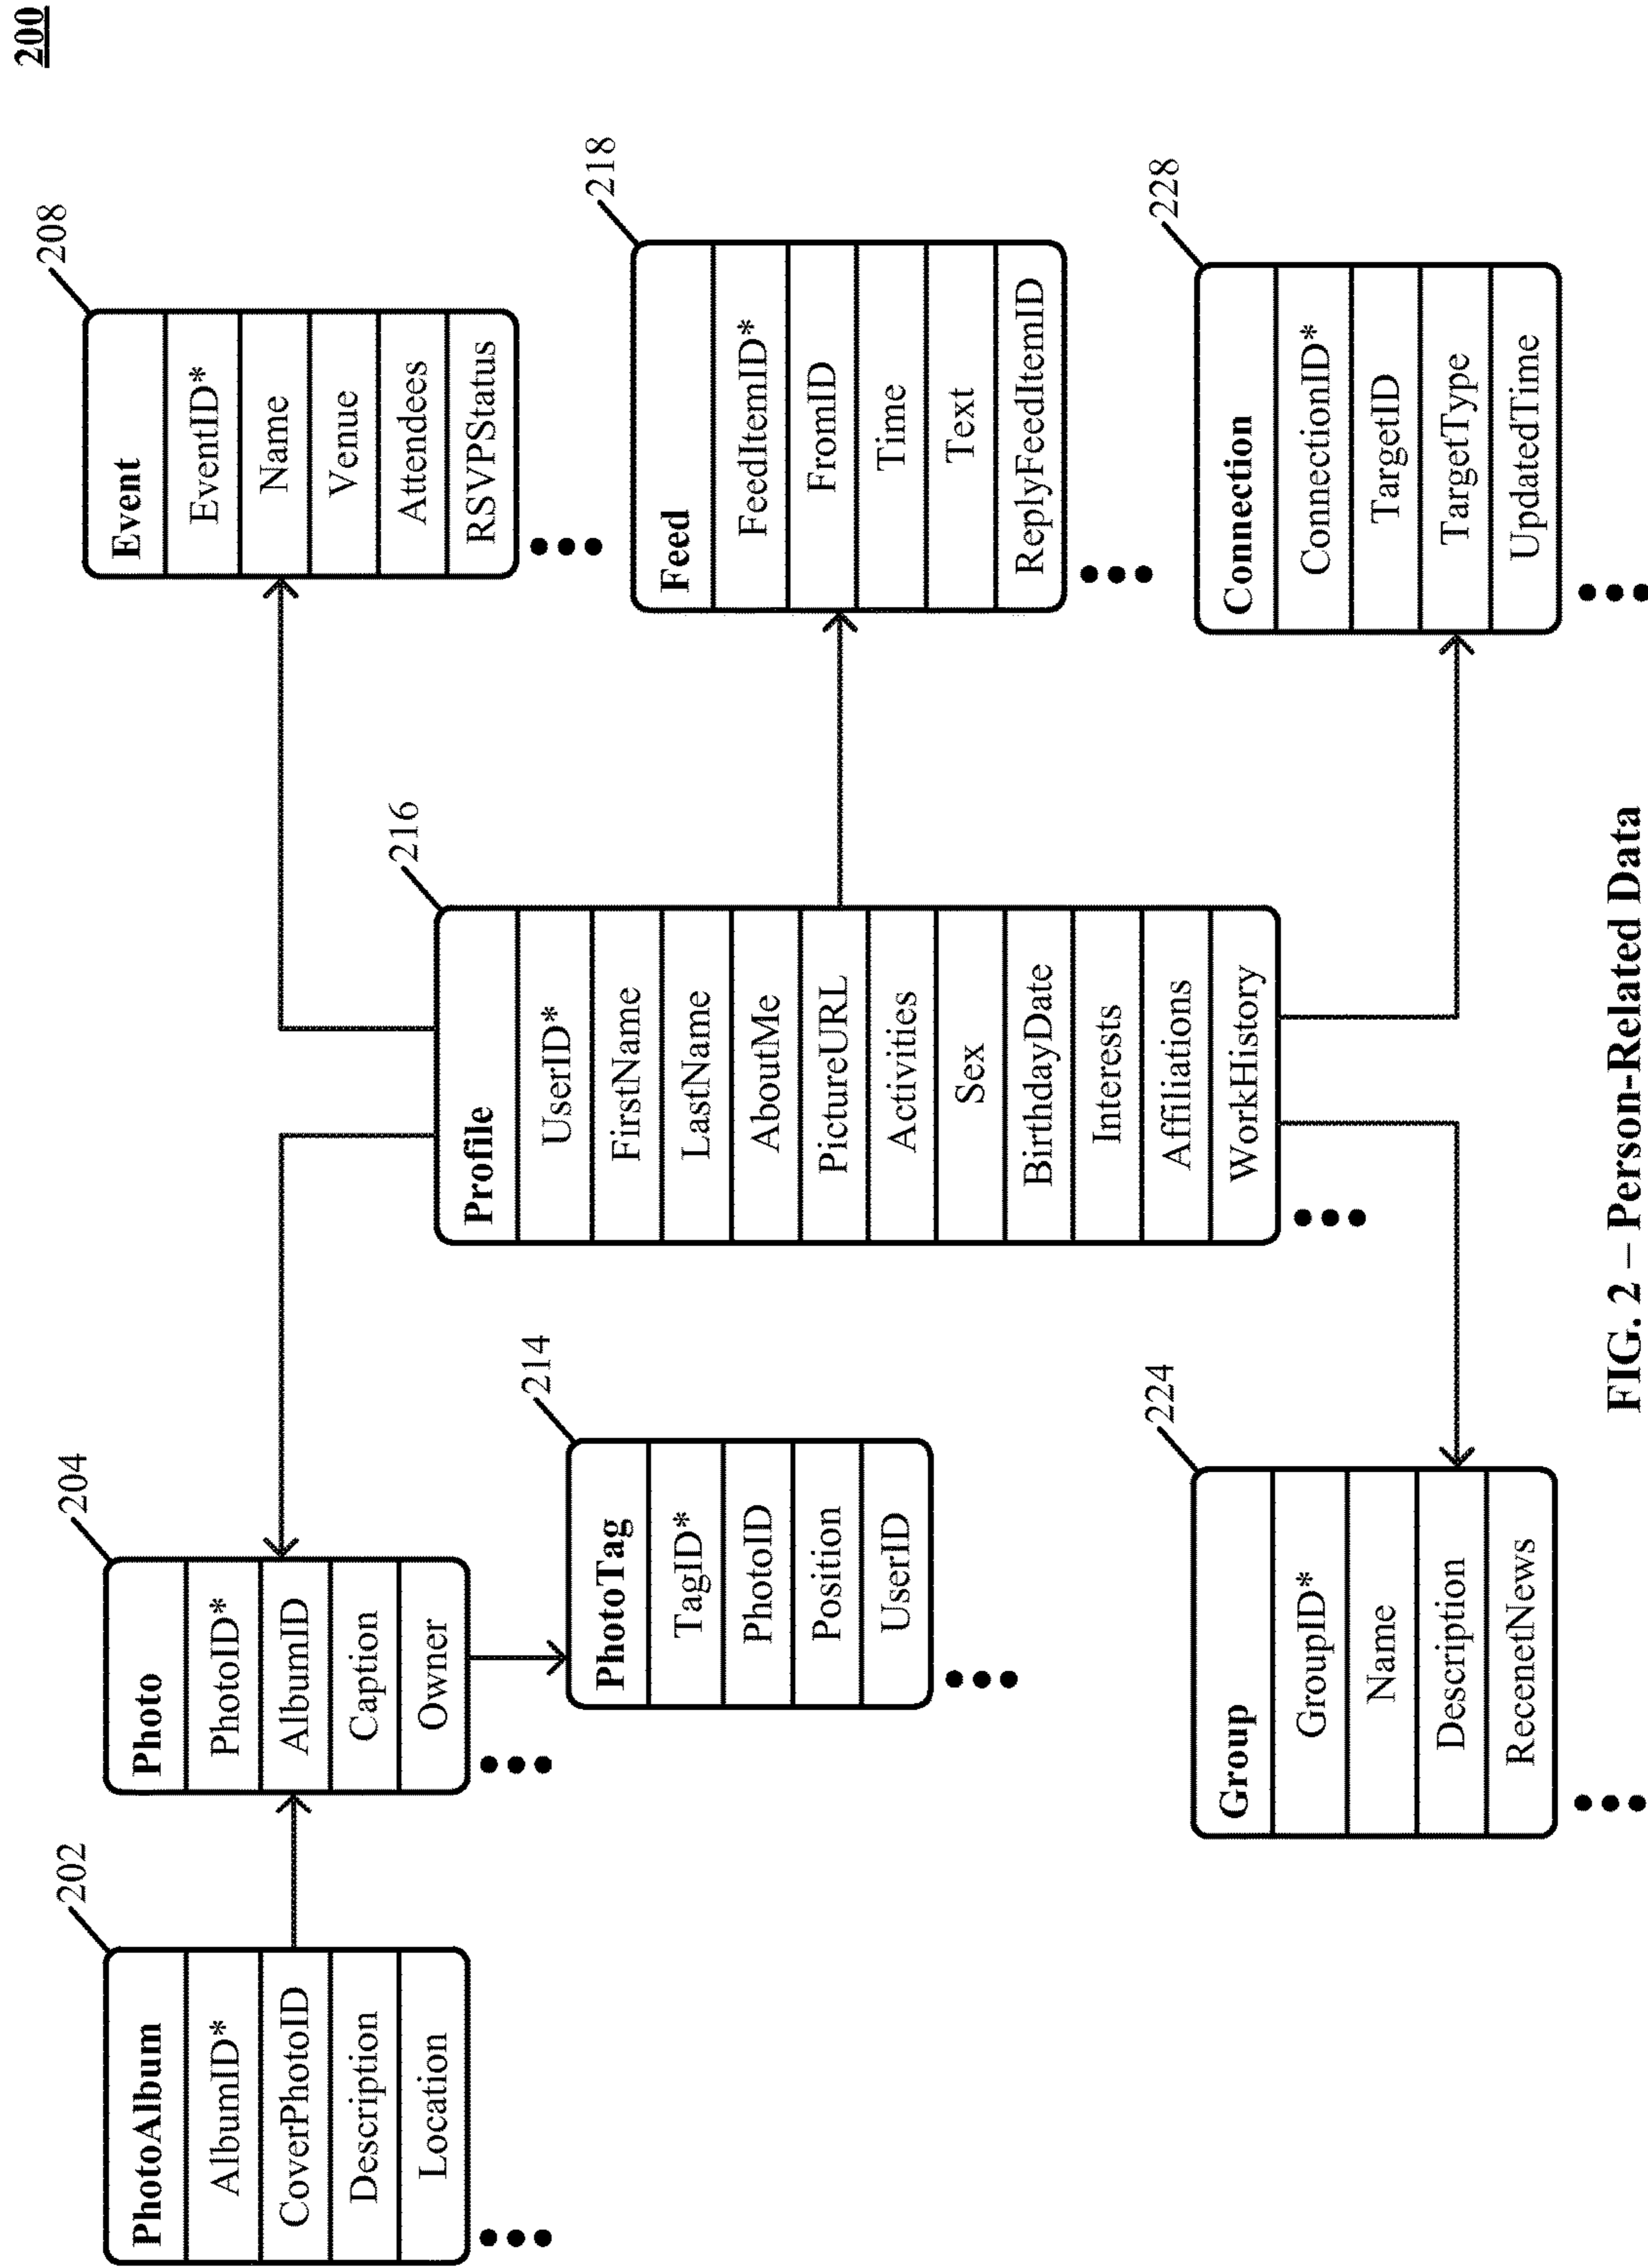 200
202
PhotoAlbum
AlbumID*
CoverPhotoID
Description
Location
204
Photo
PhotoID*
AlbumID
Caption
Owner
208
Event
EventID*
Name
Venue
Attendees
RSVPStatus
214
PhotoTag
TagID*
PhotoID
Position
UserID
216
Profile
UserID*
FirstName
LastName
AboutMe
PictureURL
Activities
Sex
BirthdayDate
Interests
Affiliations
WorkHistory
218
Feed
FeedItemID*
FromID
Time
Text
ReplyFeedItemID
224
Group
GroupID*
Name
Description
RecenetNews
228
Connection
ConnectionID*
TargetID
TargetType
UpdatedTime
FIG. 2 – Person-Related Data